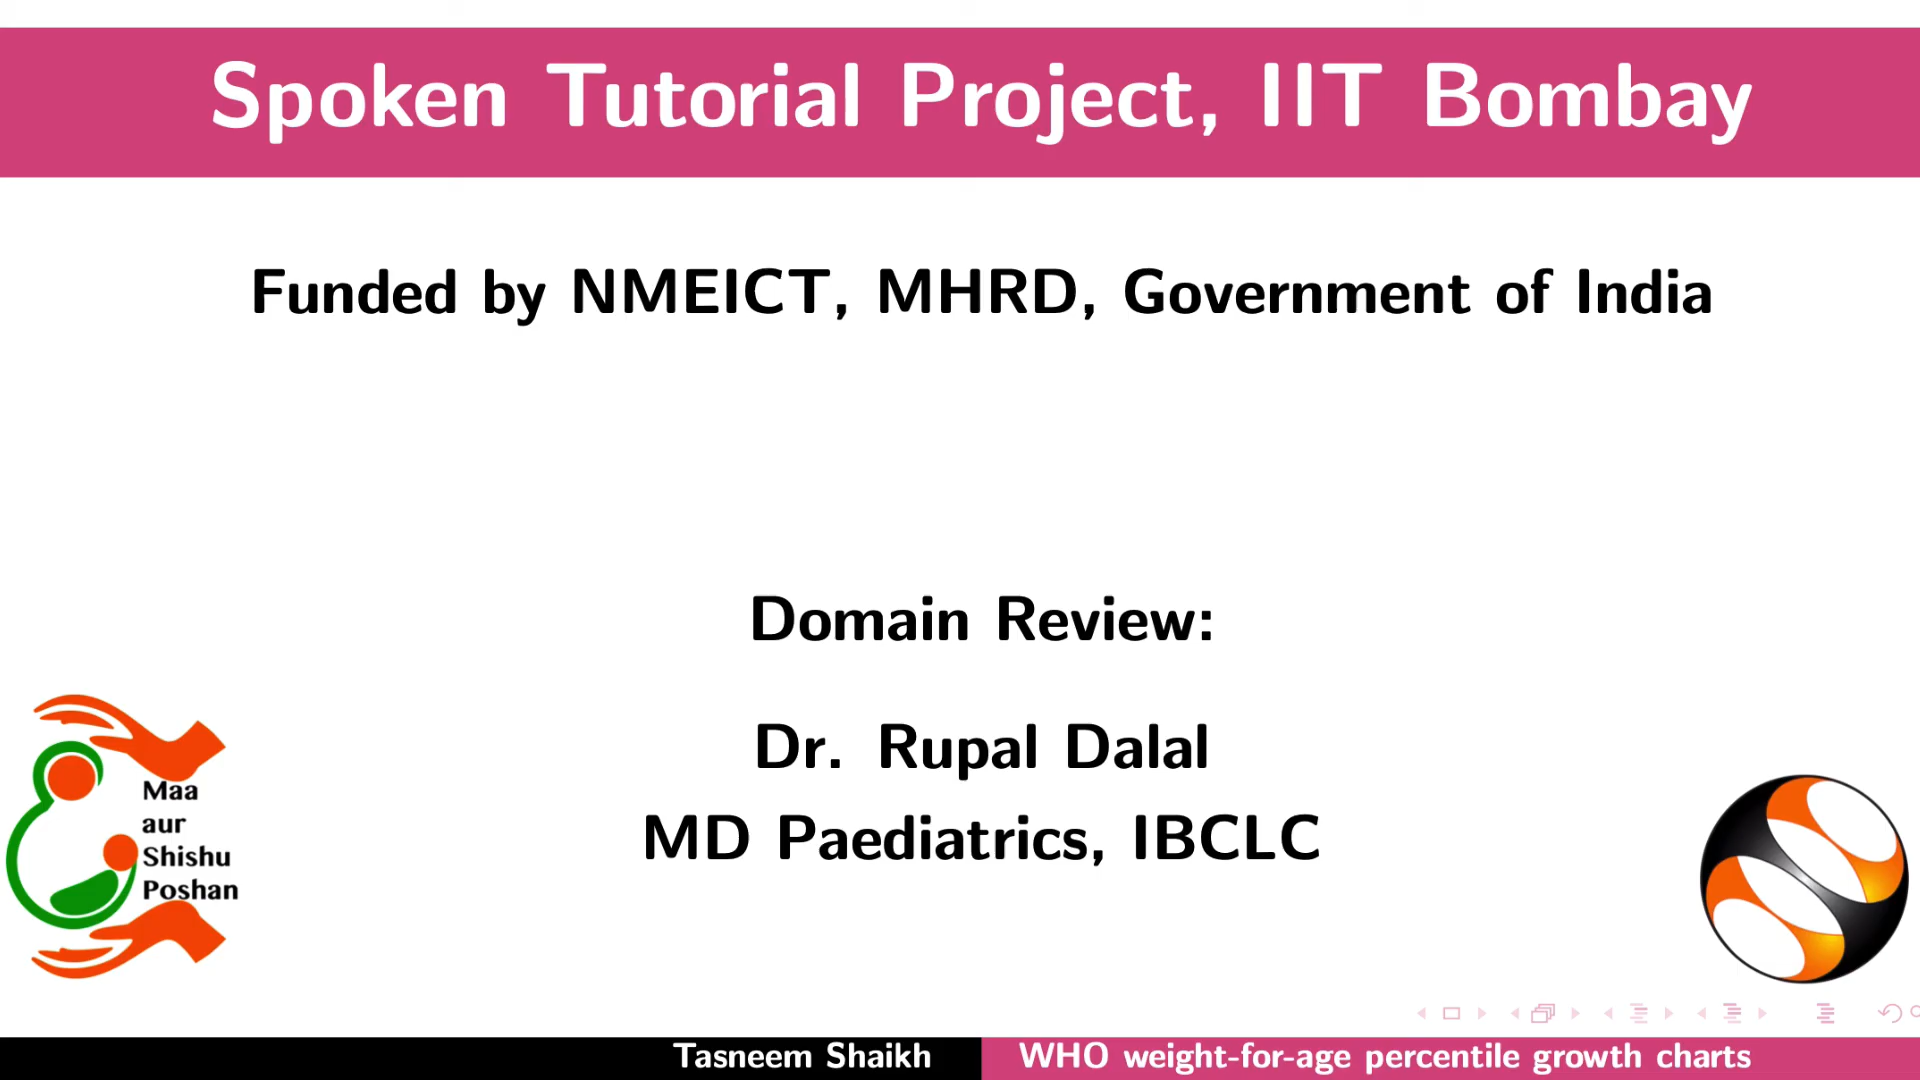 Spoken Tutorial Project, IIT Bombay
Funded by NMEICT, MHRD, Government of India
Domain Review:
Dr. Rupal Dalal
MD Paediatrics, IBCLC
Maa
aur
Shishu
Poshan
Tasneem Shaikh
WHO weight-for-age percentile growth charts